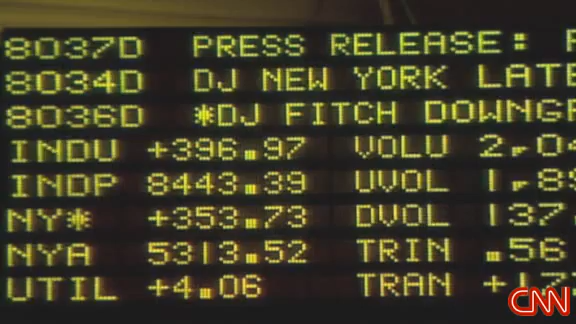 8037D PRESS RELEASE:
8034D DJ NEW YORK LATE
8036D *DJ FITCH DOWNGR
INDU +396.97 VOLU 2,04
INDP 8443.39 UVOL 1,89
NY* +353.73 DVOL 137,
NYA 5313.52 TRIN .56
UTIL +4.06 TRAN +17
CNN